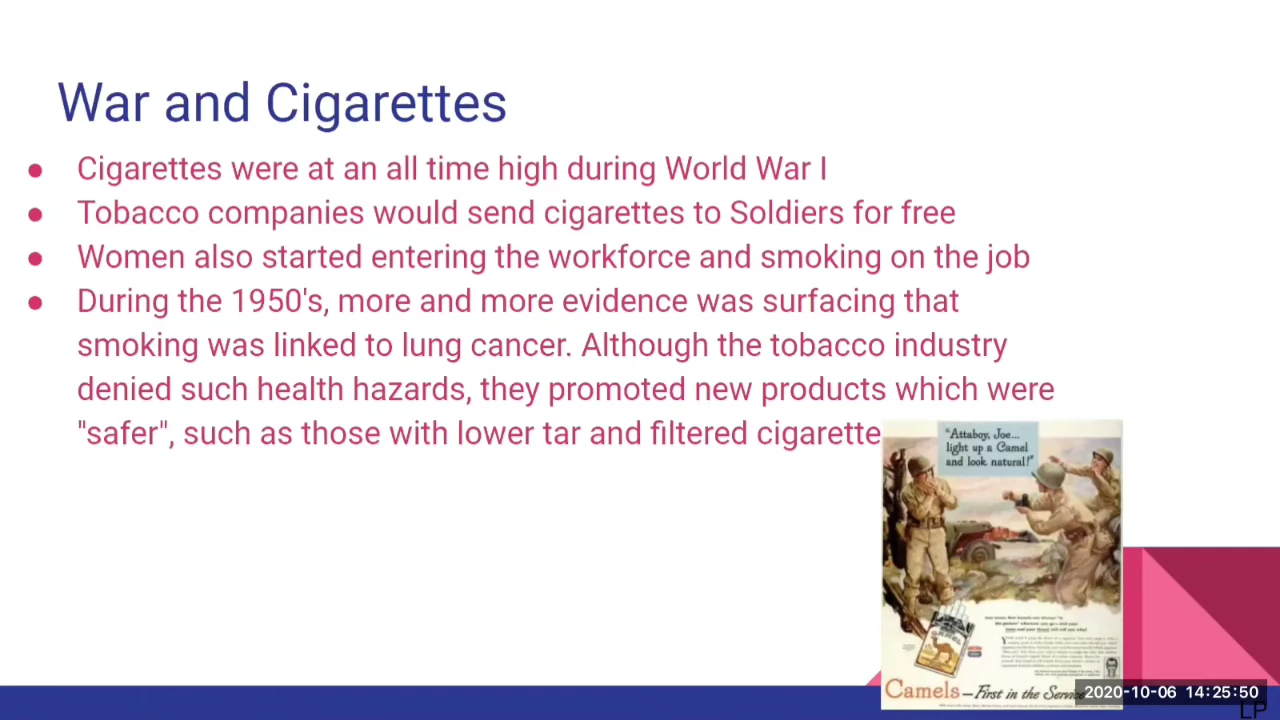 War and Cigarettes
● Cigarettes were at an all time high during World War I
● Tobacco companies would send cigarettes to Soldiers for free
● Women also started entering the workforce and smoking on the job
● During the 1950's, more and more evidence was surfacing that
smoking was linked to lung cancer. Although the tobacco industry
denied such health hazards, they promoted new products which were
"safer", such as those with lower tar and filtered cigarette
"Attaboy, Joe...
light up a Camel
and look natural!"
CAMEL
Camels—First in the Service
2020-10-06 14:25:50
LP